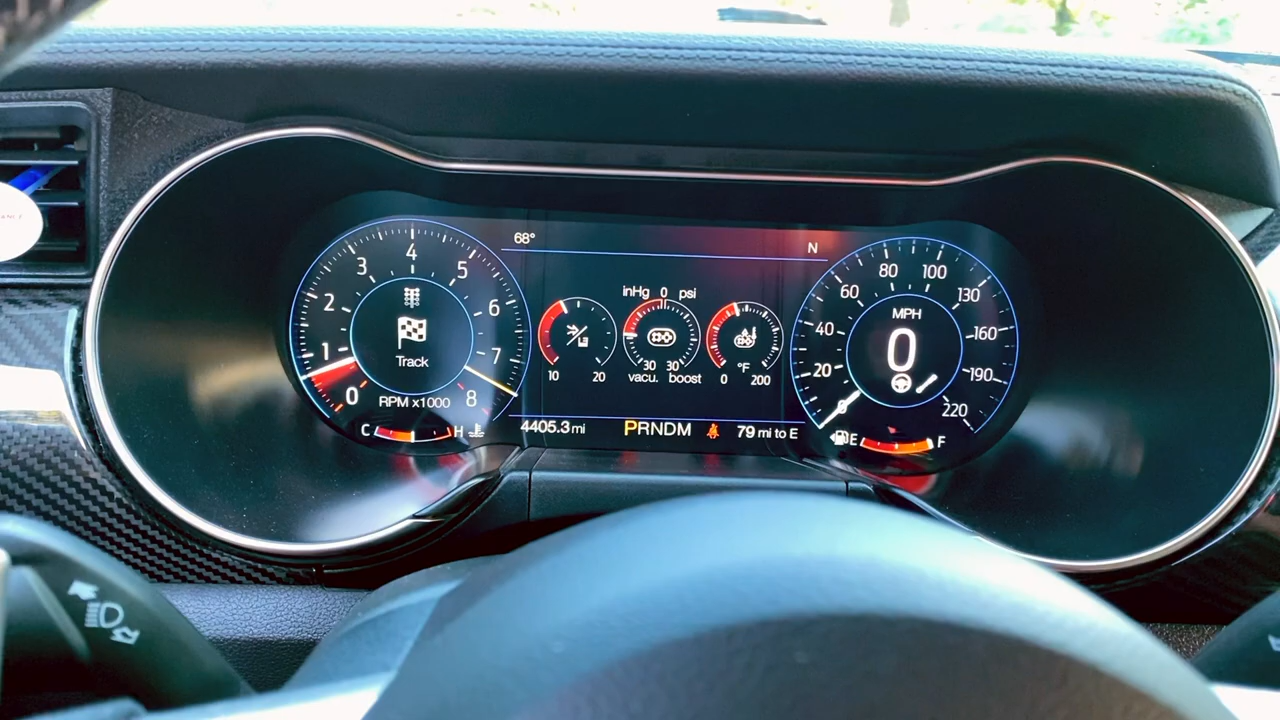 68°
N
4
3
5
2
6
1
7
0
8
Track
RPM x1000
C H
inHg 0 psi
10 20
30 30
vacu. boost
°F
0 200
80 100
60 130
MPH
40 160
0
20 190
0 220
4405.3 mi
PRNDM
79 mi to E
E F